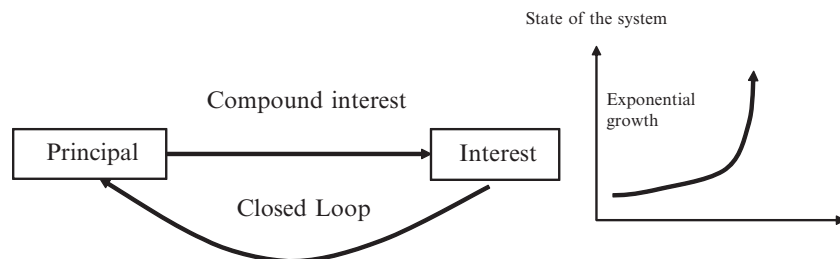 State of the system
Compound interest
Exponential
growth
Principal
Interest
Closed Loop